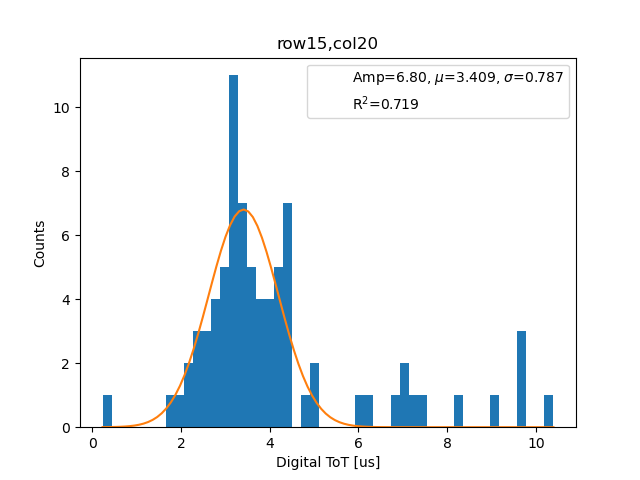 row15,col20
Amp=6.80, μ=3.409, σ=0.787
R²=0.719
Counts
10
8
6
4
2
0
0 2 4 6 8 10
Digital ToT [us]